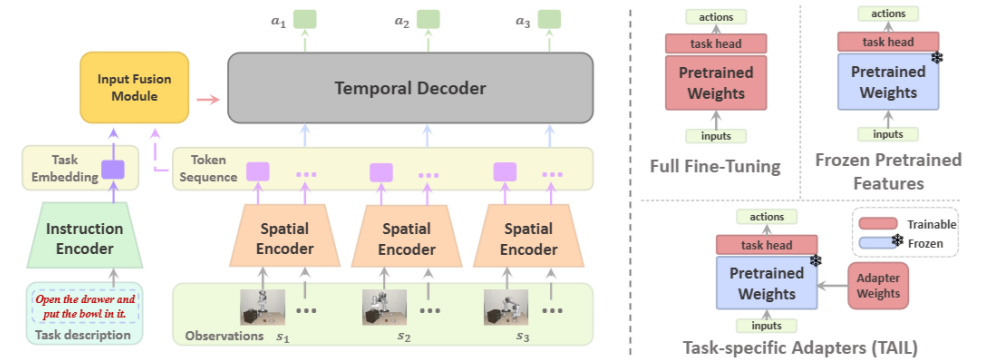 a₁
a₂
a₃
Input Fusion
Module
Temporal Decoder
Task
Embedding
Token
Sequence
...
...
...
Instruction
Encoder
Spatial
Encoder
Spatial
Encoder
Spatial
Encoder
Open the drawer and
put the bowl in it.
Task description
...
...
...
Observations
s₁
s₂
s₃
actions
task head
Pretrained
Weights
inputs
Full Fine-Tuning
actions
task head
Pretrained
Weights
inputs
Frozen Pretrained
Features
actions
task head
Pretrained
Weights
inputs
Adapter
Weights
Trainable
Frozen
Task-specific Adapters (TAIL)